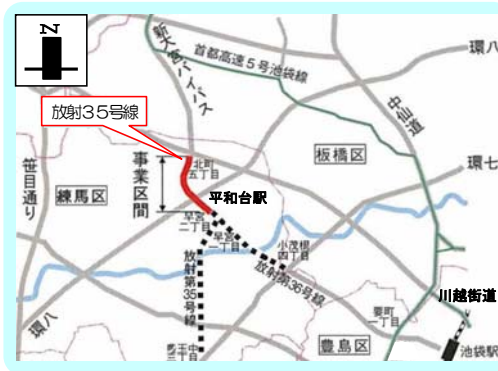 N
新大宮バイパス
首都高速5号池袋線
環八
中仙道
放射35号線
笹目通り
練馬区
事業区間
北町
五丁目
板橋区
環七
平和台駅
早宮
二丁目
早宮
一丁目
小茂根
四丁目
放射第35号線
放射第36号線
要町
一丁目
川越街道
環八
豊島区
池袋駅